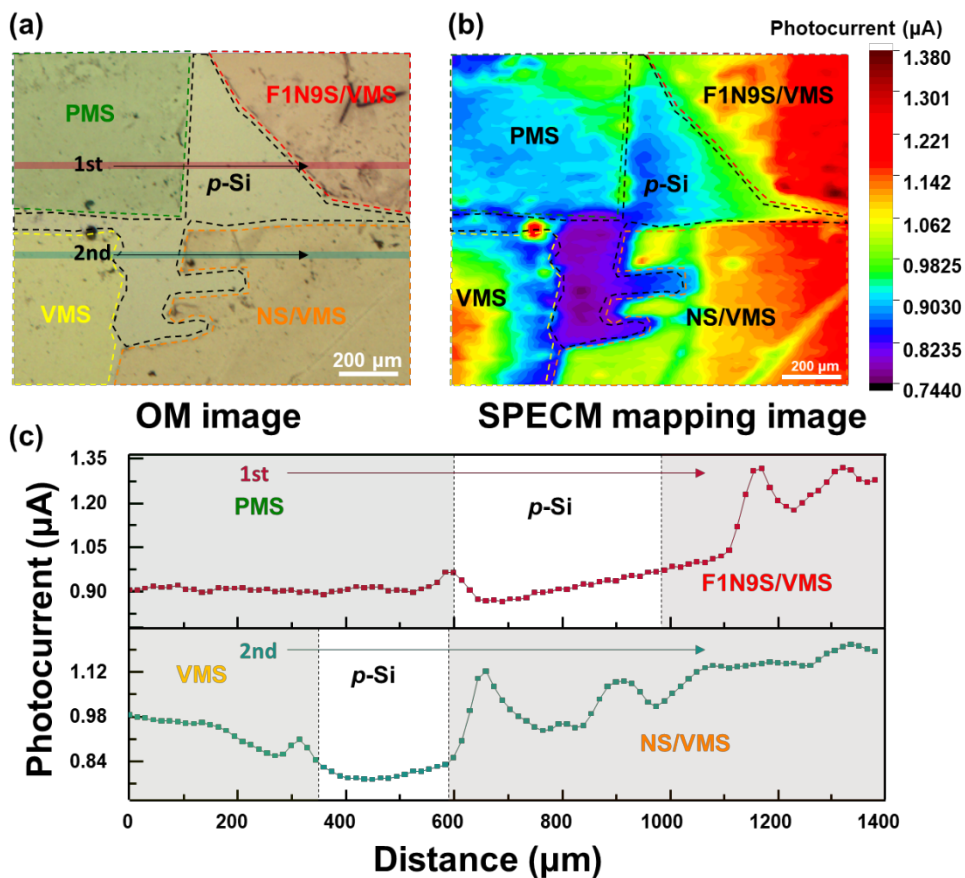 (a)
PMS
F1N9S/VMS
1st
p-Si
2nd
VMS
NS/VMS
200 µm
OM image
(b)
Photocurrent (µA)
PMS
F1N9S/VMS
p-Si
VMS
NS/VMS
200 µm
1.380
1.301
1.221
1.142
1.062
0.9825
0.9030
0.8235
0.7440
SPECM mapping image
(c)
Photocurrent (µA)
1.35
1.20
1.05
0.90
1st
PMS
p-Si
F1N9S/VMS
1.12
0.98
0.84
2nd
VMS
p-Si
NS/VMS
0 200 400 600 800 1000 1200 1400
Distance (µm)